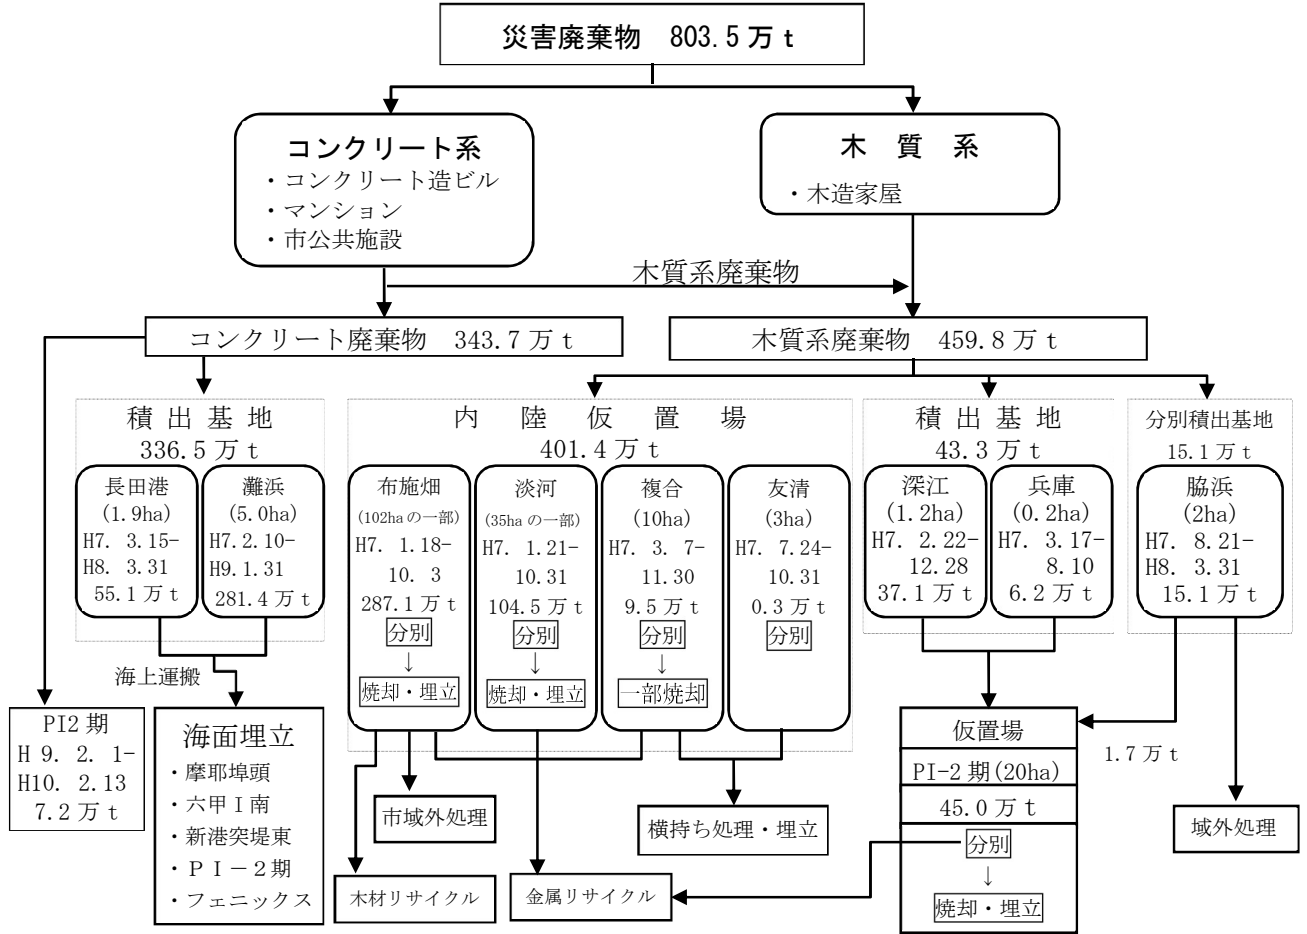 災害廃棄物　803.5万t
コンクリート系
・コンクリート造ビル
・マンション
・市公共施設
木　質　系
・木造家屋
木質系廃棄物
コンクリート廃棄物　343.7万t
木質系廃棄物　459.8万t
積出基地
336.5万t
長田港
(1.9ha)
H7. 3.15-
H8. 3.31
55.1万t
灘浜
(5.0ha)
H7.2.10-
H9.1.31
281.4万t
内　陸　仮　置　場
401.4万t
布施畑
(102haの一部)
H7. 1.18-
10. 3
287.1万t
分別
↓
焼却・埋立
淡河
(35haの一部)
H7. 1.21-
10.31
104.5万t
分別
↓
焼却・埋立
複合
(10ha)
H7. 3. 7-
11.30
9.5万t
分別
↓
一部焼却
友清
(3ha)
H7. 7.24-
10.31
0.3万t
分別
積出基地
43.3万t
深江
(1.2ha)
H7. 2.22-
12.28
37.1万t
兵庫
(0.2ha)
H7. 3.17-
8.10
6.2万t
分別積出基地
15.1万t
脇浜
(2ha)
H7. 8.21-
H8. 3.31
15.1万t
海上運搬
PI2期
H 9. 2. 1-
H10. 2.13
7.2万t
海面埋立
・摩耶埠頭
・六甲Ⅰ南
・新港突堤東
・ＰＩ－２期
・フェニックス
市域外処理
木材リサイクル
金属リサイクル
横持ち処理・埋立
仮置場
PI-2期(20ha)
45.0万t
分別
↓
焼却・埋立
1.7万t
域外処理